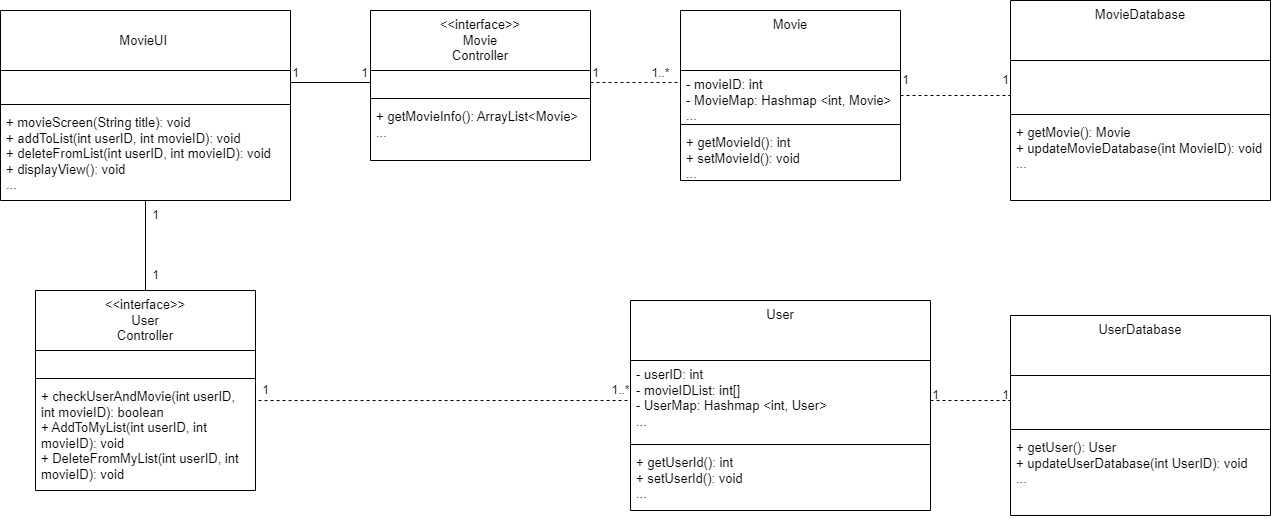 MovieUI
+ movieScreen(String title): void
+ addToList(int userID, int movieID): void
+ deleteFromList(int userID, int movieID): void
+ displayView(): void
...
1
1
<<interface>>
Movie
Controller
+ getMovieInfo(): ArrayList<Movie>
...
1
1..*
Movie
- movieID: int
- MovieMap: Hashmap <int, Movie>
...
+ getMovieId(): int
+ setMovieId(): void
...
1
1
MovieDatabase
+ getMovie(): Movie
+ updateMovieDatabase(int MovieID): void
...
1
1
<<interface>>
User
Controller
+ checkUserAndMovie(int userID,
int movieID): boolean
+ AddToMyList(int userID, int
movieID): void
+ DeleteFromMyList(int userID, int
movieID): void
1
1..*
User
- userID: int
- movieIDList: int[]
- UserMap: Hashmap <int, User>
...
+ getUserId(): int
+ setUserId(): void
...
1
1
UserDatabase
+ getUser(): User
+ updateUserDatabase(int UserID): void
...